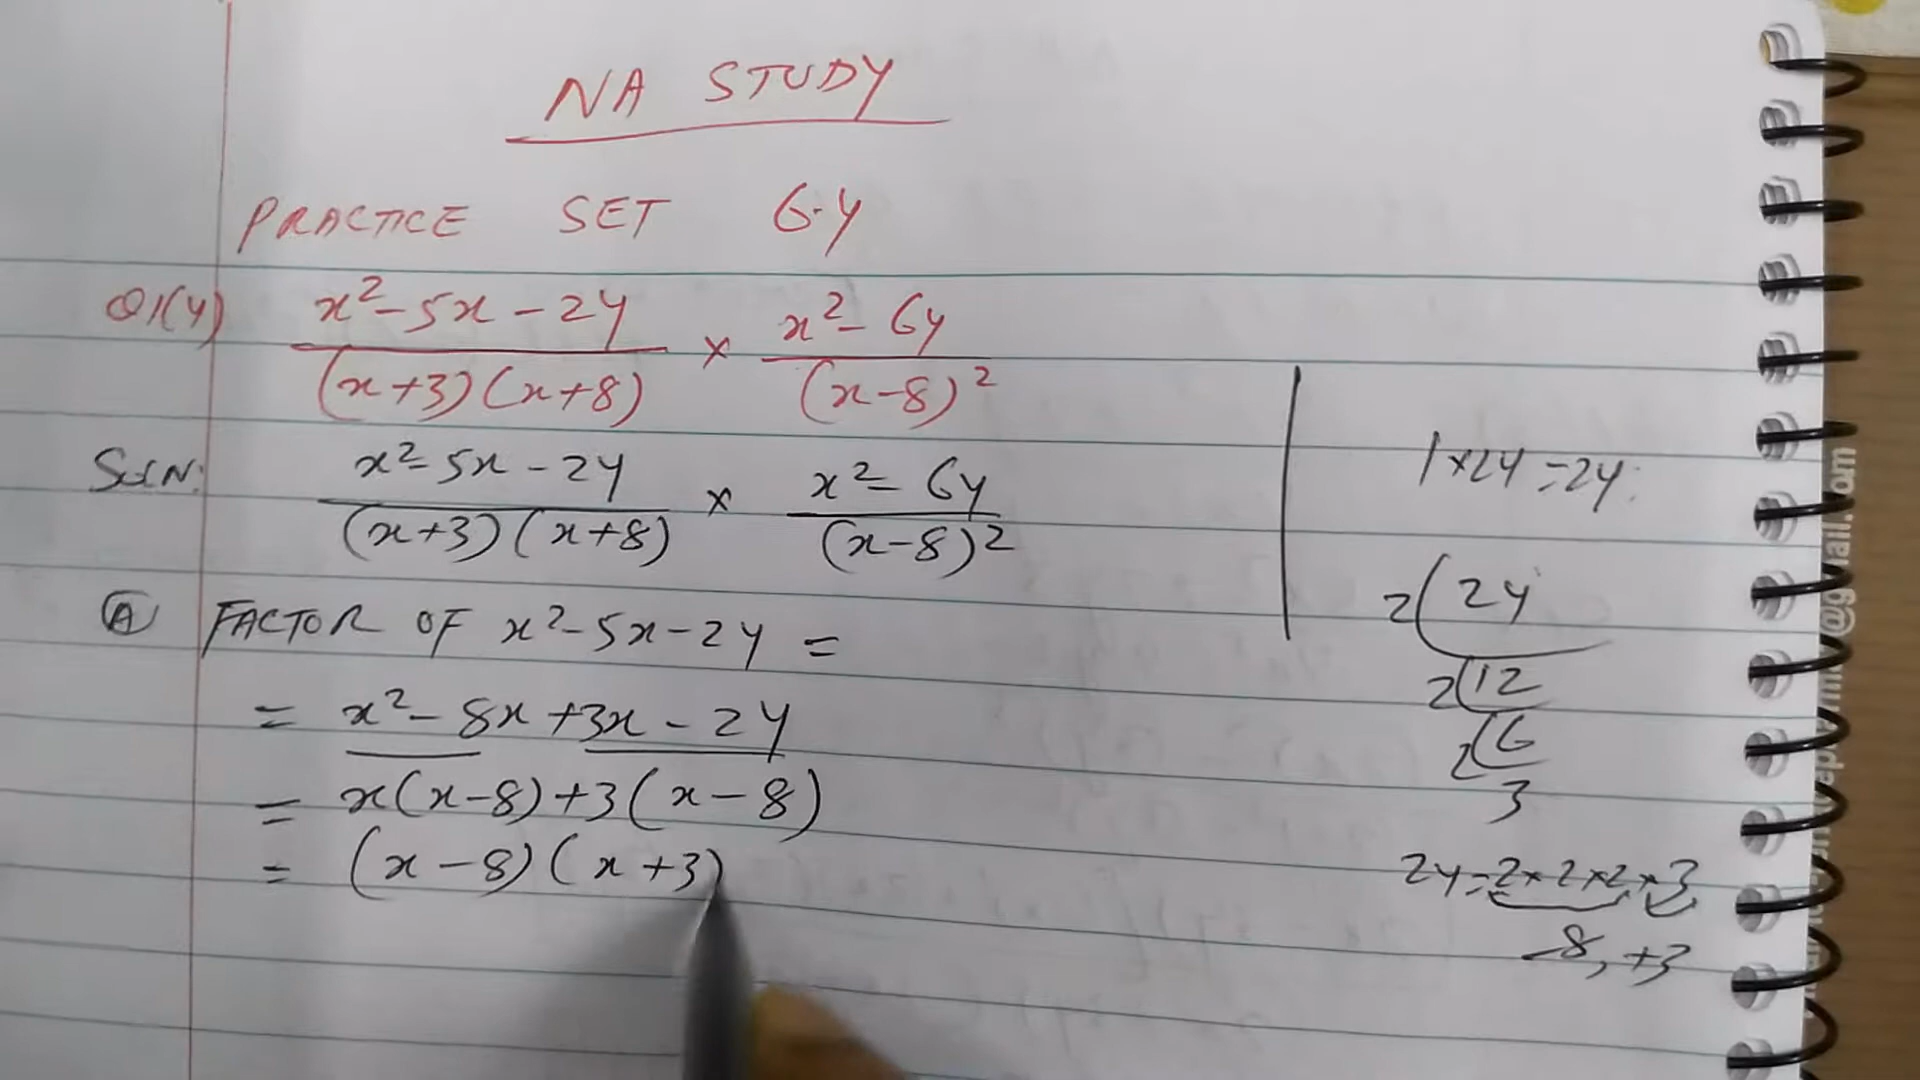 NA STUDY
PRACTICE SET 6.4
Q1(4) x²-5x-24/(x+3)(x+8) × x²-64/(x-8)²
SOLN: x²-5x-24/(x+3)(x+8) × x²-64/(x-8)²
(A) FACTOR OF x²-5x-24 =
= x²-8x+3x-24
= x(x-8)+3(x-8)
= (x-8)(x+3)
1×24=24
2 24
2 12
2 6
3
24=2×2×2×3
-8, +3
@gmail.com